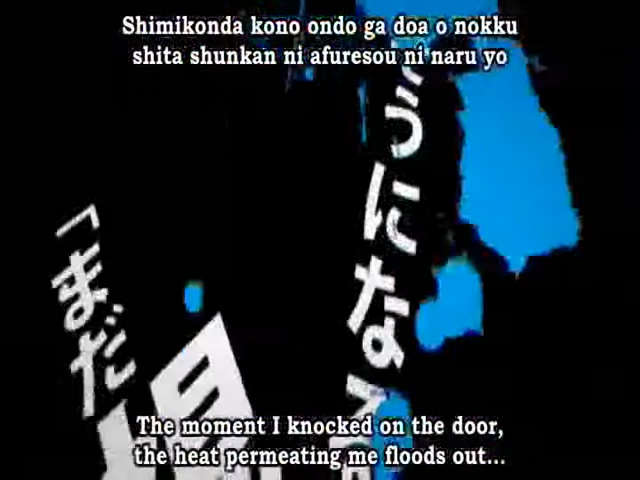 Shimikonda kono ondo ga doa o nokku
shita shunkan ni afuresou ni naru yo
うになる
「まだ
場
The moment I knocked on the door,
the heat permeating me floods out...